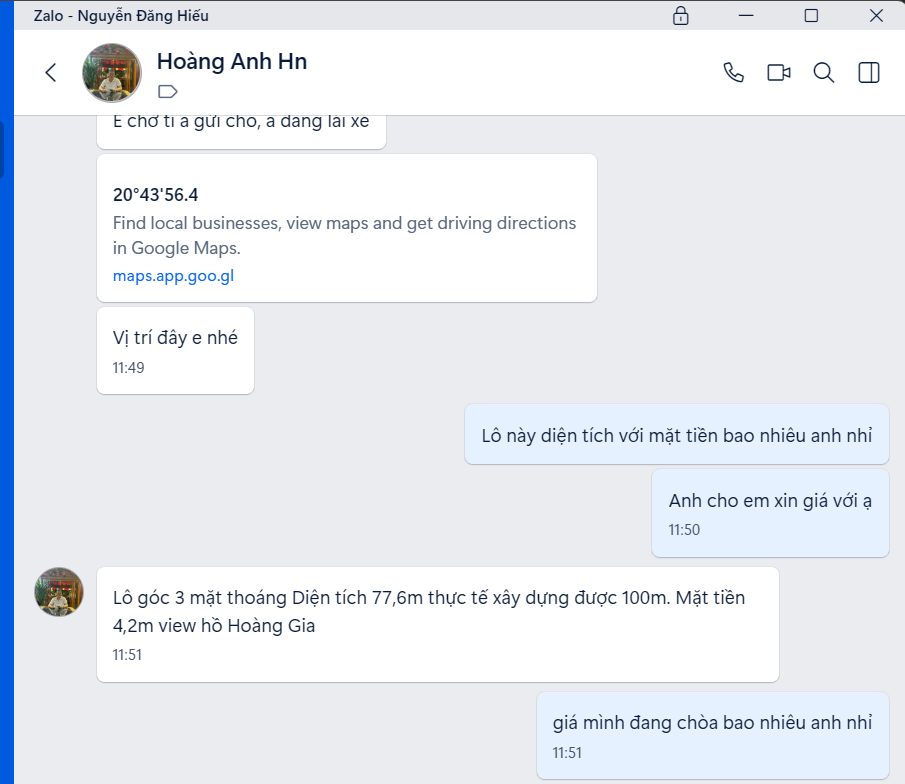 Zalo - Nguyễn Đăng Hiếu
Hoàng Anh Hn
E chờ tí a gửi cho, a đang lái xe
20°43'56.4
Find local businesses, view maps and get driving directions
in Google Maps.
maps.app.goo.gl
Vị trí đây e nhé
11:49
Lô này diện tích với mặt tiền bao nhiêu anh nhỉ
Anh cho em xin giá với ạ
11:50
Lô góc 3 mặt thoáng Diện tích 77,6m thực tế xây dựng được 100m. Mặt tiền
4,2m view hồ Hoàng Gia
11:51
giá mình đang chòa bao nhiêu anh nhỉ
11:51